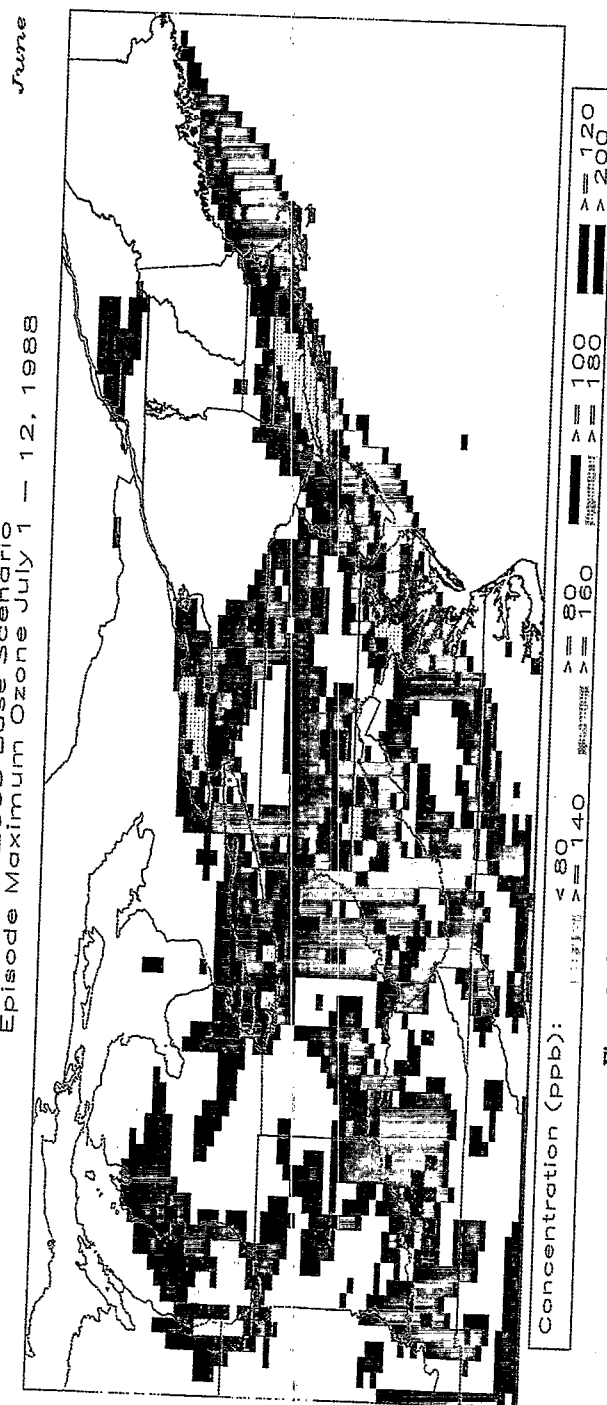 June
Episode Maximum Ozone July 1 — 12, 1988
Concentration (ppb):
< 80
>= 80
>= 100
>= 120
>= 140
>= 160
>= 180
> 200